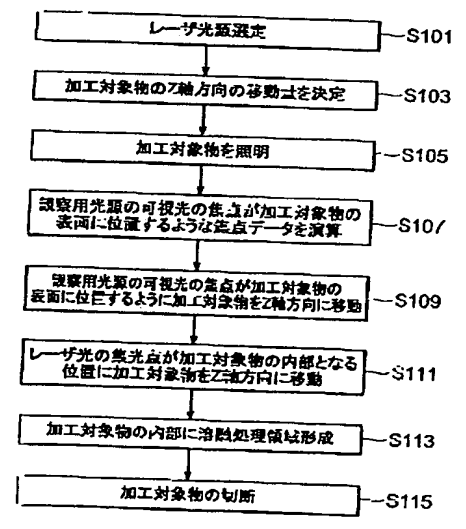 レーザ光源選定
S101
加工対象物のZ軸方向の移動量を決定
S103
加工対象物を照明
S105
観察用光源の可視光の焦点が加工対象物の
表面に位置するような焦点データを演算
S107
観察用光源の可視光の焦点が加工対象物の
表面に位置するように加工対象物をZ軸方向に移動
S109
レーザ光の集光点が加工対象物の内部となる
位置に加工対象物をZ軸方向に移動
S111
加工対象物の内部に溶融処理領域形成
S113
加工対象物の切断
S115